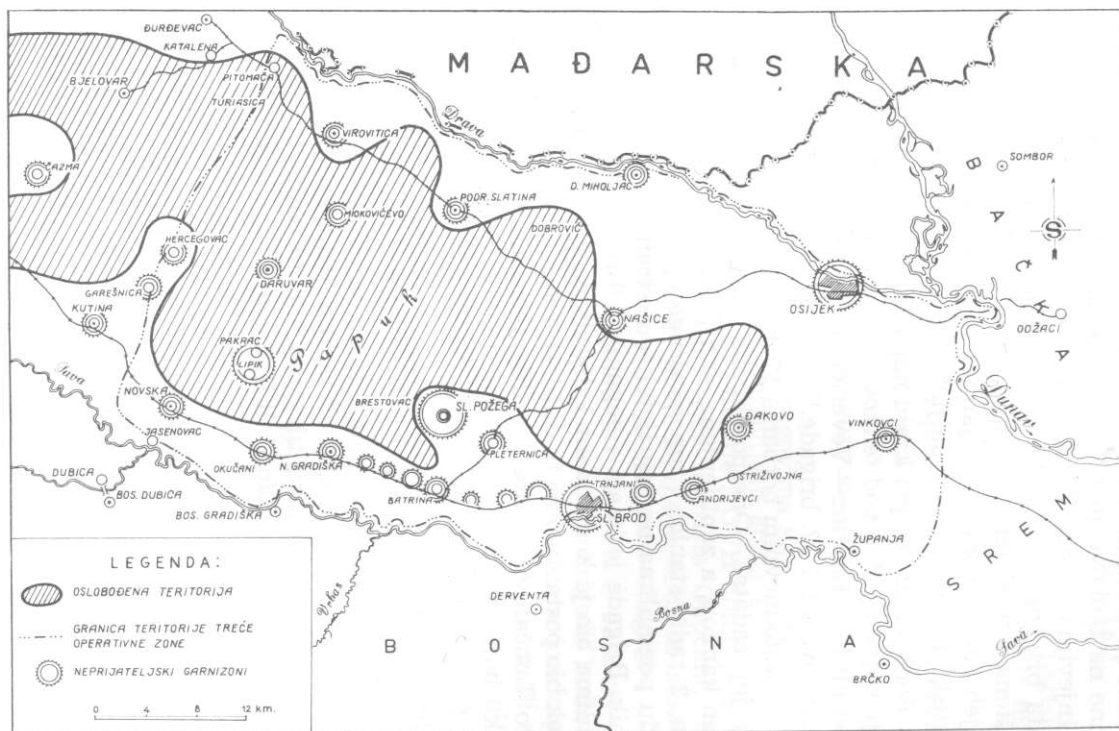 ĐURĐEVAC
KATALENA
BJELOVAR
PITOMAČA
TURIASICA
MAĐARSKA
Drava
VIROVITICA
ČAZMA
MIOKOVIĆEVO
PODR. SLATINA
D. MIHOLJAC
SOMBOR
BAČKA
S
DOBROVIĆ
HERCEGOVAC
GAREŠNICA
DARUVAR
KUTINA
OSIJEK
NAŠICE
ODŽACI
Papuk
PAKRAC
LIPIK
Sava
NOVSKA
BRESTOVAC
SL. POŽEGA
ĐAKOVO
VINKOVCI
Dunav
JASENOVAC
PLETERNICA
OKUČANI
N. GRADIŠKA
DUBICA
BOS. DUBICA
BATRINA
TRNJANI
STRIŽIVOJNA
ANDRIJEVCI
BOS. GRADIŠKA
SL. BROD
ŽUPANJA
SREM
Vrbas
DERVENTA
Bosna
BOSNA
BRČKO
Sava
LEGENDA:
OSLOBOĐENA TERITORIJA
GRANICA TERITORIJE TREĆE
OPERATIVNE ZONE
NEPRIJATELJSKI GARNIZONI
0 4 8 12 km.